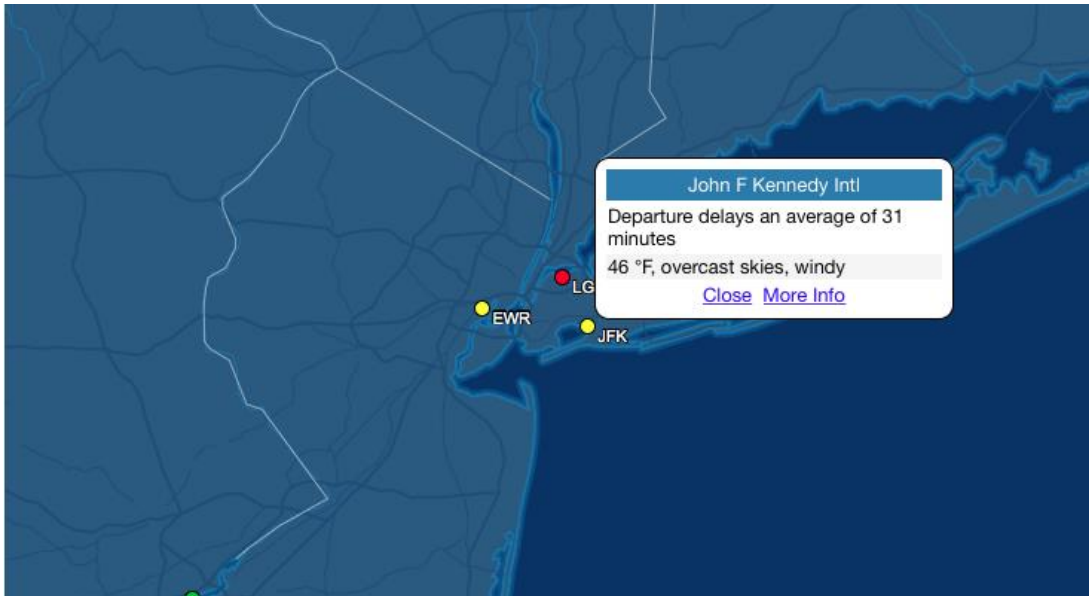 John F Kennedy Intl
Departure delays an average of 31
minutes
46 °F, overcast skies, windy
Close More Info
LG
EWR
JFK